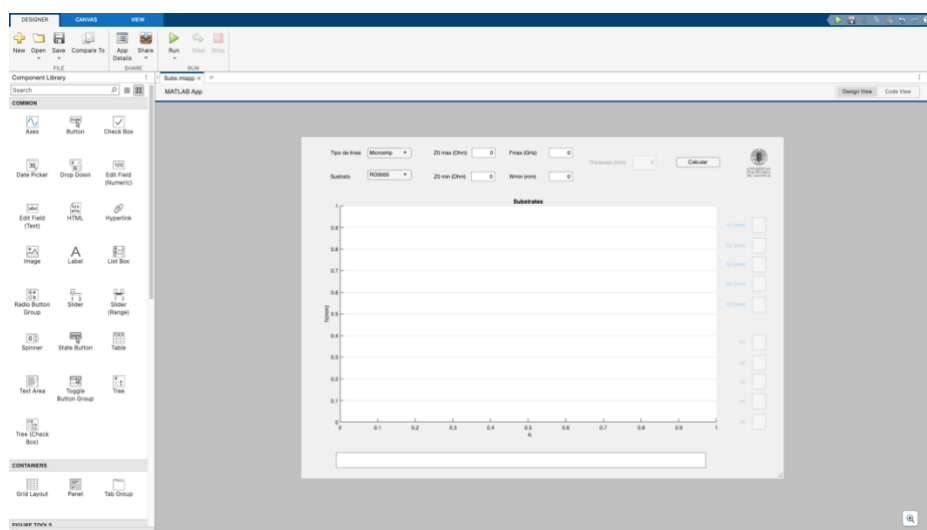 DESIGNER CANVAS VIEW
New Open Save Compare To App Details Share Run Step Stop
FILE SHARE RUN
Component Library
Subs.mlapp × +
Search
MATLAB App
Design View Code View
COMMON
Axes Button Check Box
Date Picker Drop Down Edit Field (Numeric)
Edit Field (Text) HTML Hyperlink
Image Label List Box
Radio Button Group Slider Slider (Range)
Spinner State Button Table
Text Area Toggle Button Group Tree
Tree (Check Box)
CONTAINERS
Grid Layout Panel Tab Group
FIGURE TOOLS
Tipo de linea Microstrip Z0 max (Ohm) 0 Fmax (GHz) 0
Thickness (mm) 0 Calcular
Sustrato RO3000 Z0 min (Ohm) 0 Wmin (mm) 0
Substrates
1
0.9
0.8
0.7
0.6
0.5
0.4
0.3
0.2
0.1
0
h(mm)
0 0.1 0.2 0.3 0.4 0.5 0.6 0.7 0.8 0.9 1